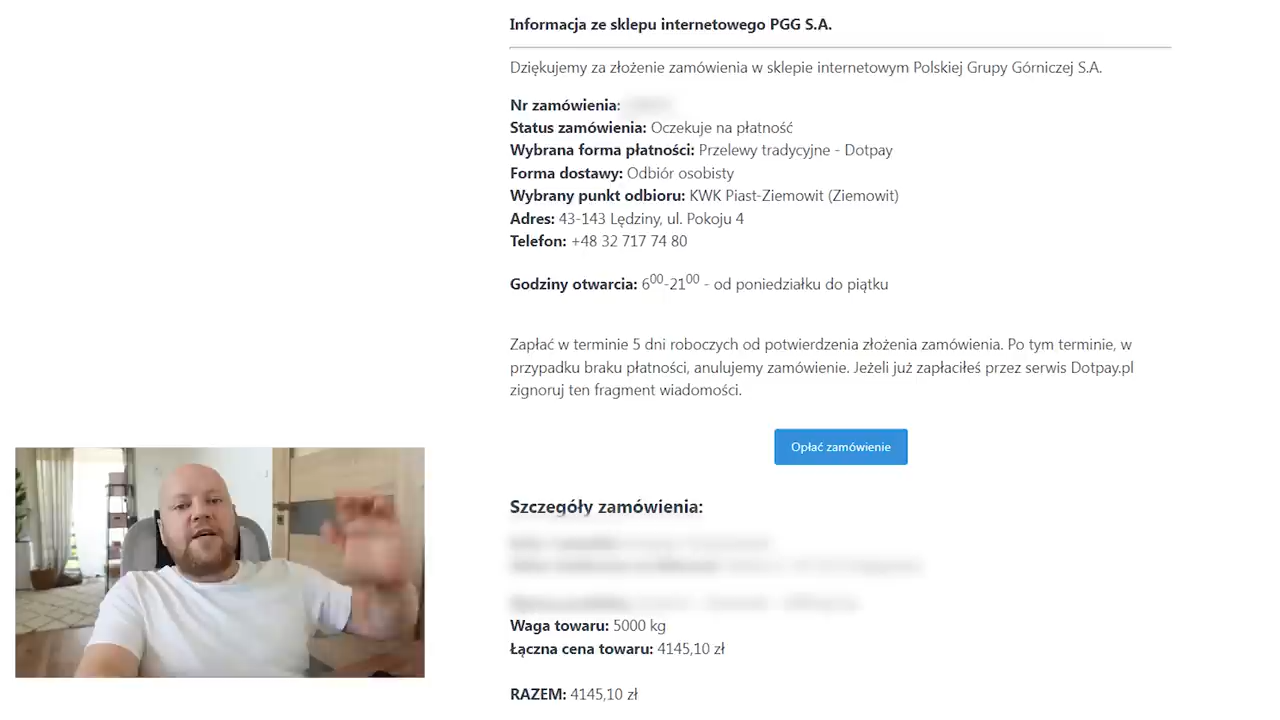 Informacja ze sklepu internetowego PGG S.A.
Dziękujemy za złożenie zamówienia w sklepie internetowym Polskiej Grupy Górniczej S.A.
Nr zamówienia:
Status zamówienia: Oczekuje na płatność
Wybrana forma płatności: Przelewy tradycyjne - Dotpay
Forma dostawy: Odbiór osobisty
Wybrany punkt odbioru: KWK Piast-Ziemowit (Ziemowit)
Adres: 43-143 Lędziny, ul. Pokoju 4
Telefon: +48 32 717 74 80
Godziny otwarcia: 6⁰⁰-21⁰⁰ - od poniedziałku do piątku
Zapłać w terminie 5 dni roboczych od potwierdzenia złożenia zamówienia. Po tym terminie, w
przypadku braku płatności, anulujemy zamówienie. Jeżeli już zapłaciłeś przez serwis Dotpay.pl
zignoruj ten fragment wiadomości.
Opłać zamówienie
Szczegóły zamówienia:
Waga towaru: 5000 kg
Łączna cena towaru: 4145,10 zł
RAZEM: 4145,10 zł